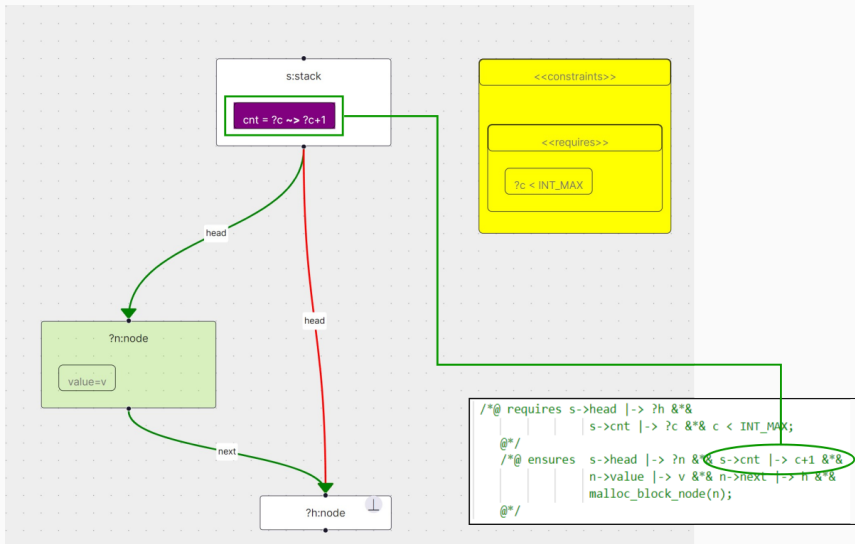 s:stack
cnt = ?c ~> ?c+1
<<constraints>>
<<requires>>
?c < INT_MAX
head
head
?n:node
value=v
next
?h:node
/*@ requires s->head |-> ?h &*&
s->cnt |-> ?c &*& c < INT_MAX;
@*/
/*@ ensures s->head |-> ?n &*& s->cnt |-> c+1 &*&
n->value |-> v &*& n->next |-> h &*&
malloc_block_node(n);
@*/